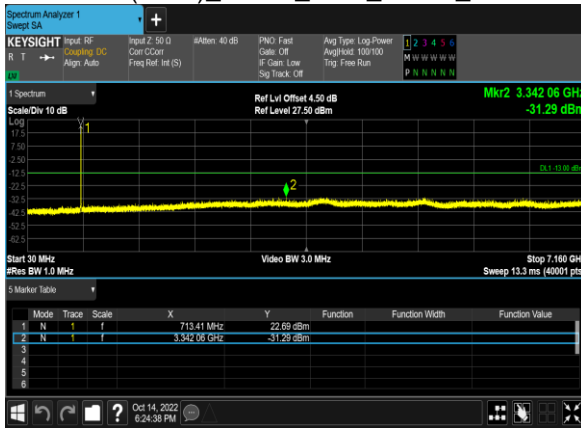 Spectrum Analyzer 1
Swept SA
+
KEYSIGHT Input: RF Input Z: 50 Ω #Atten: 40 dB PNO: Fast Avg Type: Log-Power 1 2 3 4 5 6
R T Coupling: DC Corr CCorr Gate: Off Avg|Hold: 100/100 M W W W W W
Align: Auto Freq Ref: Int (S) IF Gain: Low Trig: Free Run
Sig Track: Off P N N N N N
1 Spectrum Ref Lvl Offset 4.50 dB Mkr2 3.342 06 GHz
Scale/Div 10 dB Ref Level 27.50 dBm -31.29 dBm
Log
17.5
7.50
-2.50
-12.5
-22.5
-32.5
-42.5
-52.5
-62.5
1
2
DL1 -13.00 dBm
Start 30 MHz Video BW 3.0 MHz Stop 7.160 GH
#Res BW 1.0 MHz Sweep 13.3 ms (40001 pts
5 Marker Table
Mode Trace Scale X Y Function Function Width Function Value
1 N 1 f 713.41 MHz 22.69 dBm
2 N 1 f 3.342 06 GHz -31.29 dBm
3
4
5
6
? Oct 14, 2022
6:24:38 PM